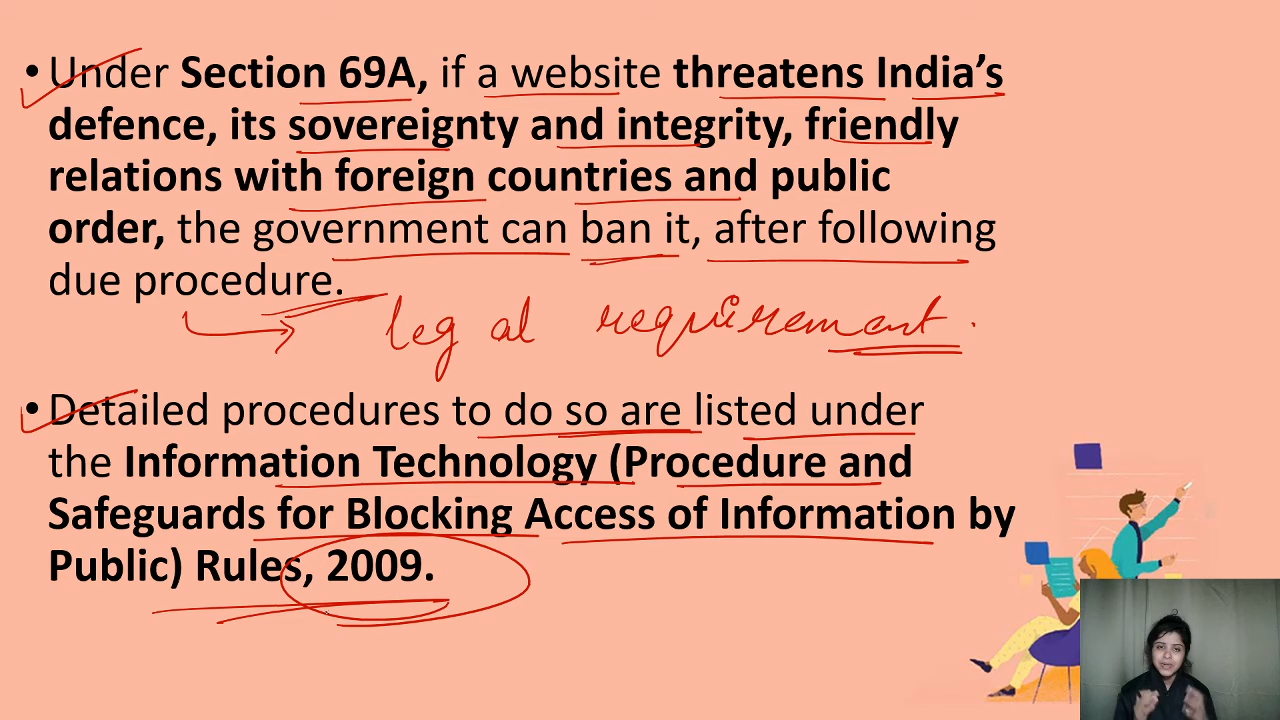 • Under Section 69A, if a website threatens India’s
defence, its sovereignty and integrity, friendly
relations with foreign countries and public
order, the government can ban it, after following
due procedure.
legal requirement.
• Detailed procedures to do so are listed under
the Information Technology (Procedure and
Safeguards for Blocking Access of Information by
Public) Rules, 2009.